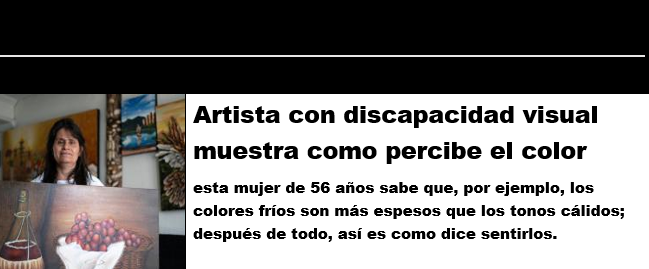 Artista con discapacidad visual
muestra como percibe el color
esta mujer de 56 años sabe que, por ejemplo, los
colores fríos son más espesos que los tonos cálidos;
después de todo, así es como dice sentirlos.